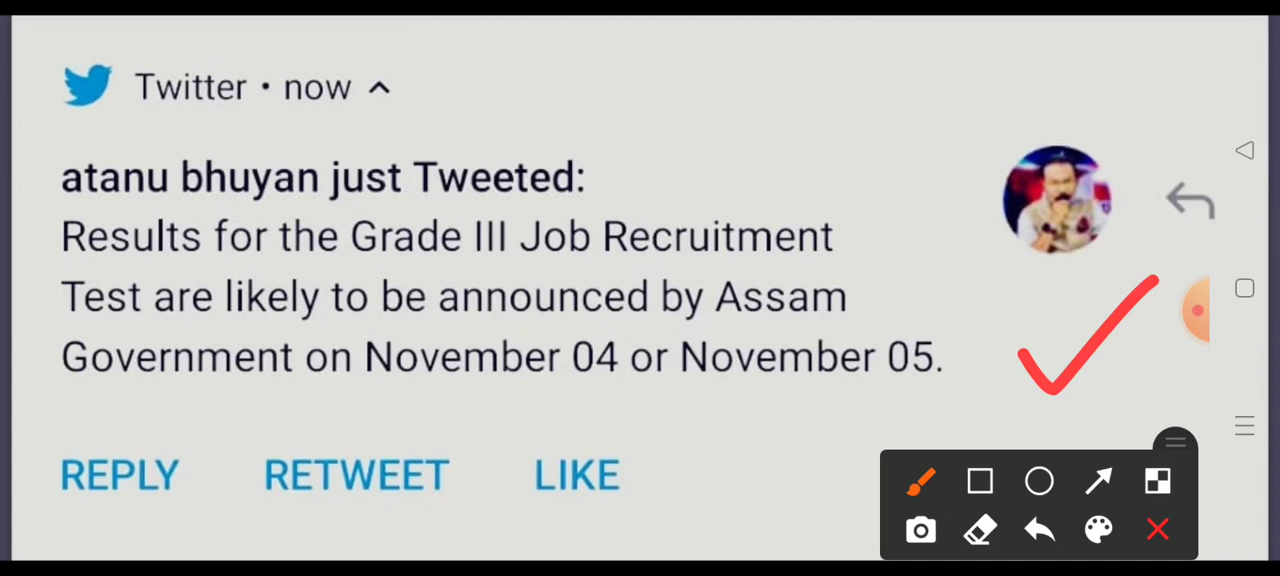 Twitter • now
atanu bhuyan just Tweeted:
Results for the Grade III Job Recruitment
Test are likely to be announced by Assam
Government on November 04 or November 05.
REPLY RETWEET LIKE